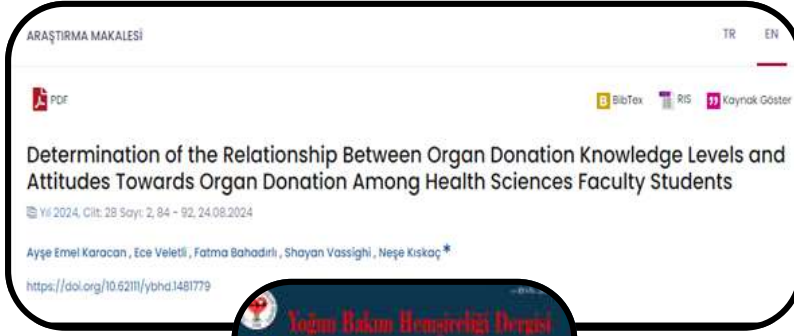 ARAŞTIRMA MAKALESİ
TR EN
PDF
B BibTex RIS Kaynak Göster
Determination of the Relationship Between Organ Donation Knowledge Levels and
Attitudes Towards Organ Donation Among Health Sciences Faculty Students
Yıl 2024, Cilt: 28 Sayı: 2, 84 - 92, 24.08.2024
Ayşe Emel Karacan , Ece Veletli , Fatma Bahadırlı , Shayan Vassighi , Neşe Kıskaç *
https://doi.org/10.62111/ybhd.1481779
Yoğun Bakım Hemşireliği Dergisi